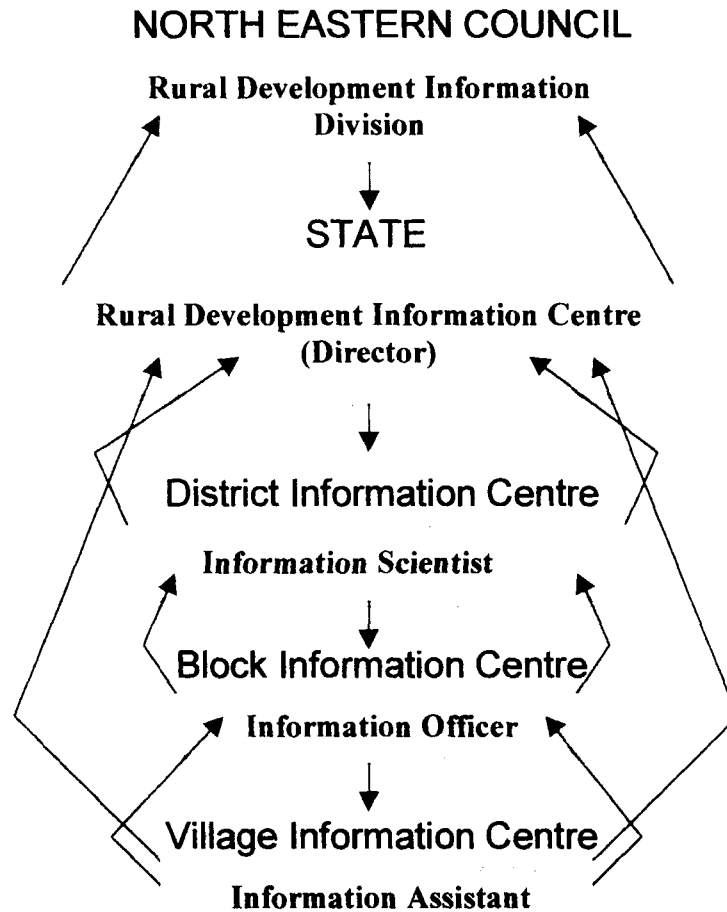 NORTH EASTERN COUNCIL
Rural Development Information
Division
STATE
Rural Development Information Centre
(Director)
District Information Centre
Information Scientist
Block Information Centre
Information Officer
Village Information Centre
Information Assistant